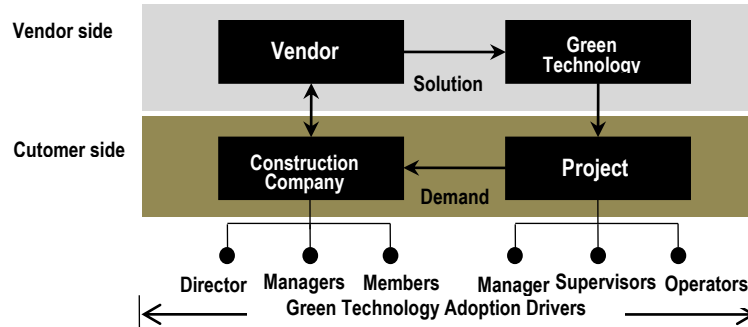 Vendor side
Vendor
Green
Technology
Solution
Cutomer side
Construction
Company
Project
Demand
Director
Managers
Members
Manager
Supervisors
Operators
Green Technology Adoption Drivers